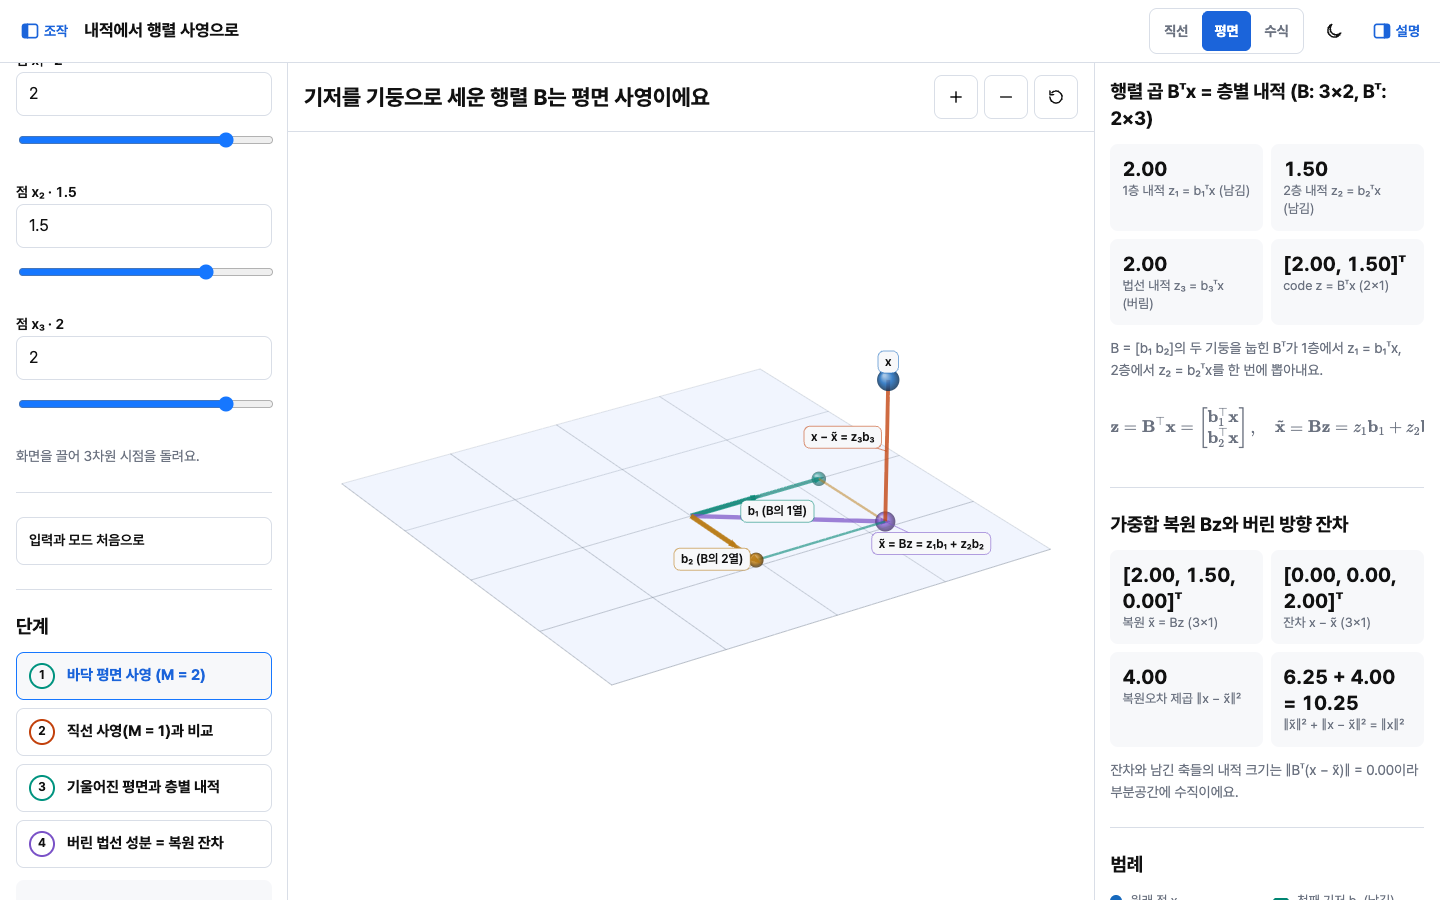 조작
내적에서 행렬 사영으로
직선
평면
수식
설명
2
점 x₂ · 1.5
1.5
점 x₃ · 2
2
화면을 끌어 3차원 시점을 돌려요.
입력과 모드 처음으로
단계
1 바닥 평면 사영 (M = 2)
2 직선 사영(M = 1)과 비교
3 기울어진 평면과 층별 내적
4 버린 법선 성분 = 복원 잔차
기저를 기둥으로 세운 행렬 B는 평면 사영이에요
x
x − x̃ = z₃b₃
b₁ (B의 1열)
b₂ (B의 2열)
x̃ = Bz = z₁b₁ + z₂b₂
행렬 곱 Bᵀx = 층별 내적 (B: 3×2, Bᵀ:
2×3)
2.00
1층 내적 z₁ = b₁ᵀx (남김)
1.50
2층 내적 z₂ = b₂ᵀx
(남김)
2.00
법선 내적 z₃ = b₃ᵀx
(버림)
[2.00, 1.50]ᵀ
code z = Bᵀx (2×1)
B = [b₁ b₂]의 두 기둥을 눕힌 Bᵀ가 1층에서 z₁ = b₁ᵀx,
2층에서 z₂ = b₂ᵀx를 한 번에 뽑아내요.
z = B⊤x = [b₁⊤x b₂⊤x], x̃ = Bz = z₁b₁ + z₂
가중합 복원 Bz와 버린 방향 잔차
[2.00, 1.50,
0.00]ᵀ
복원 x̃ = Bz (3×1)
[0.00, 0.00,
2.00]ᵀ
잔차 x − x̃ (3×1)
4.00
복원오차 제곱 ‖x − x̃‖²
6.25 + 4.00
= 10.25
‖x̃‖² + ‖x − x̃‖² = ‖x‖²
잔차와 남긴 축들의 내적 크기는 ‖Bᵀ(x − x̃)‖ = 0.00이라
부분공간에 수직이에요.
범례